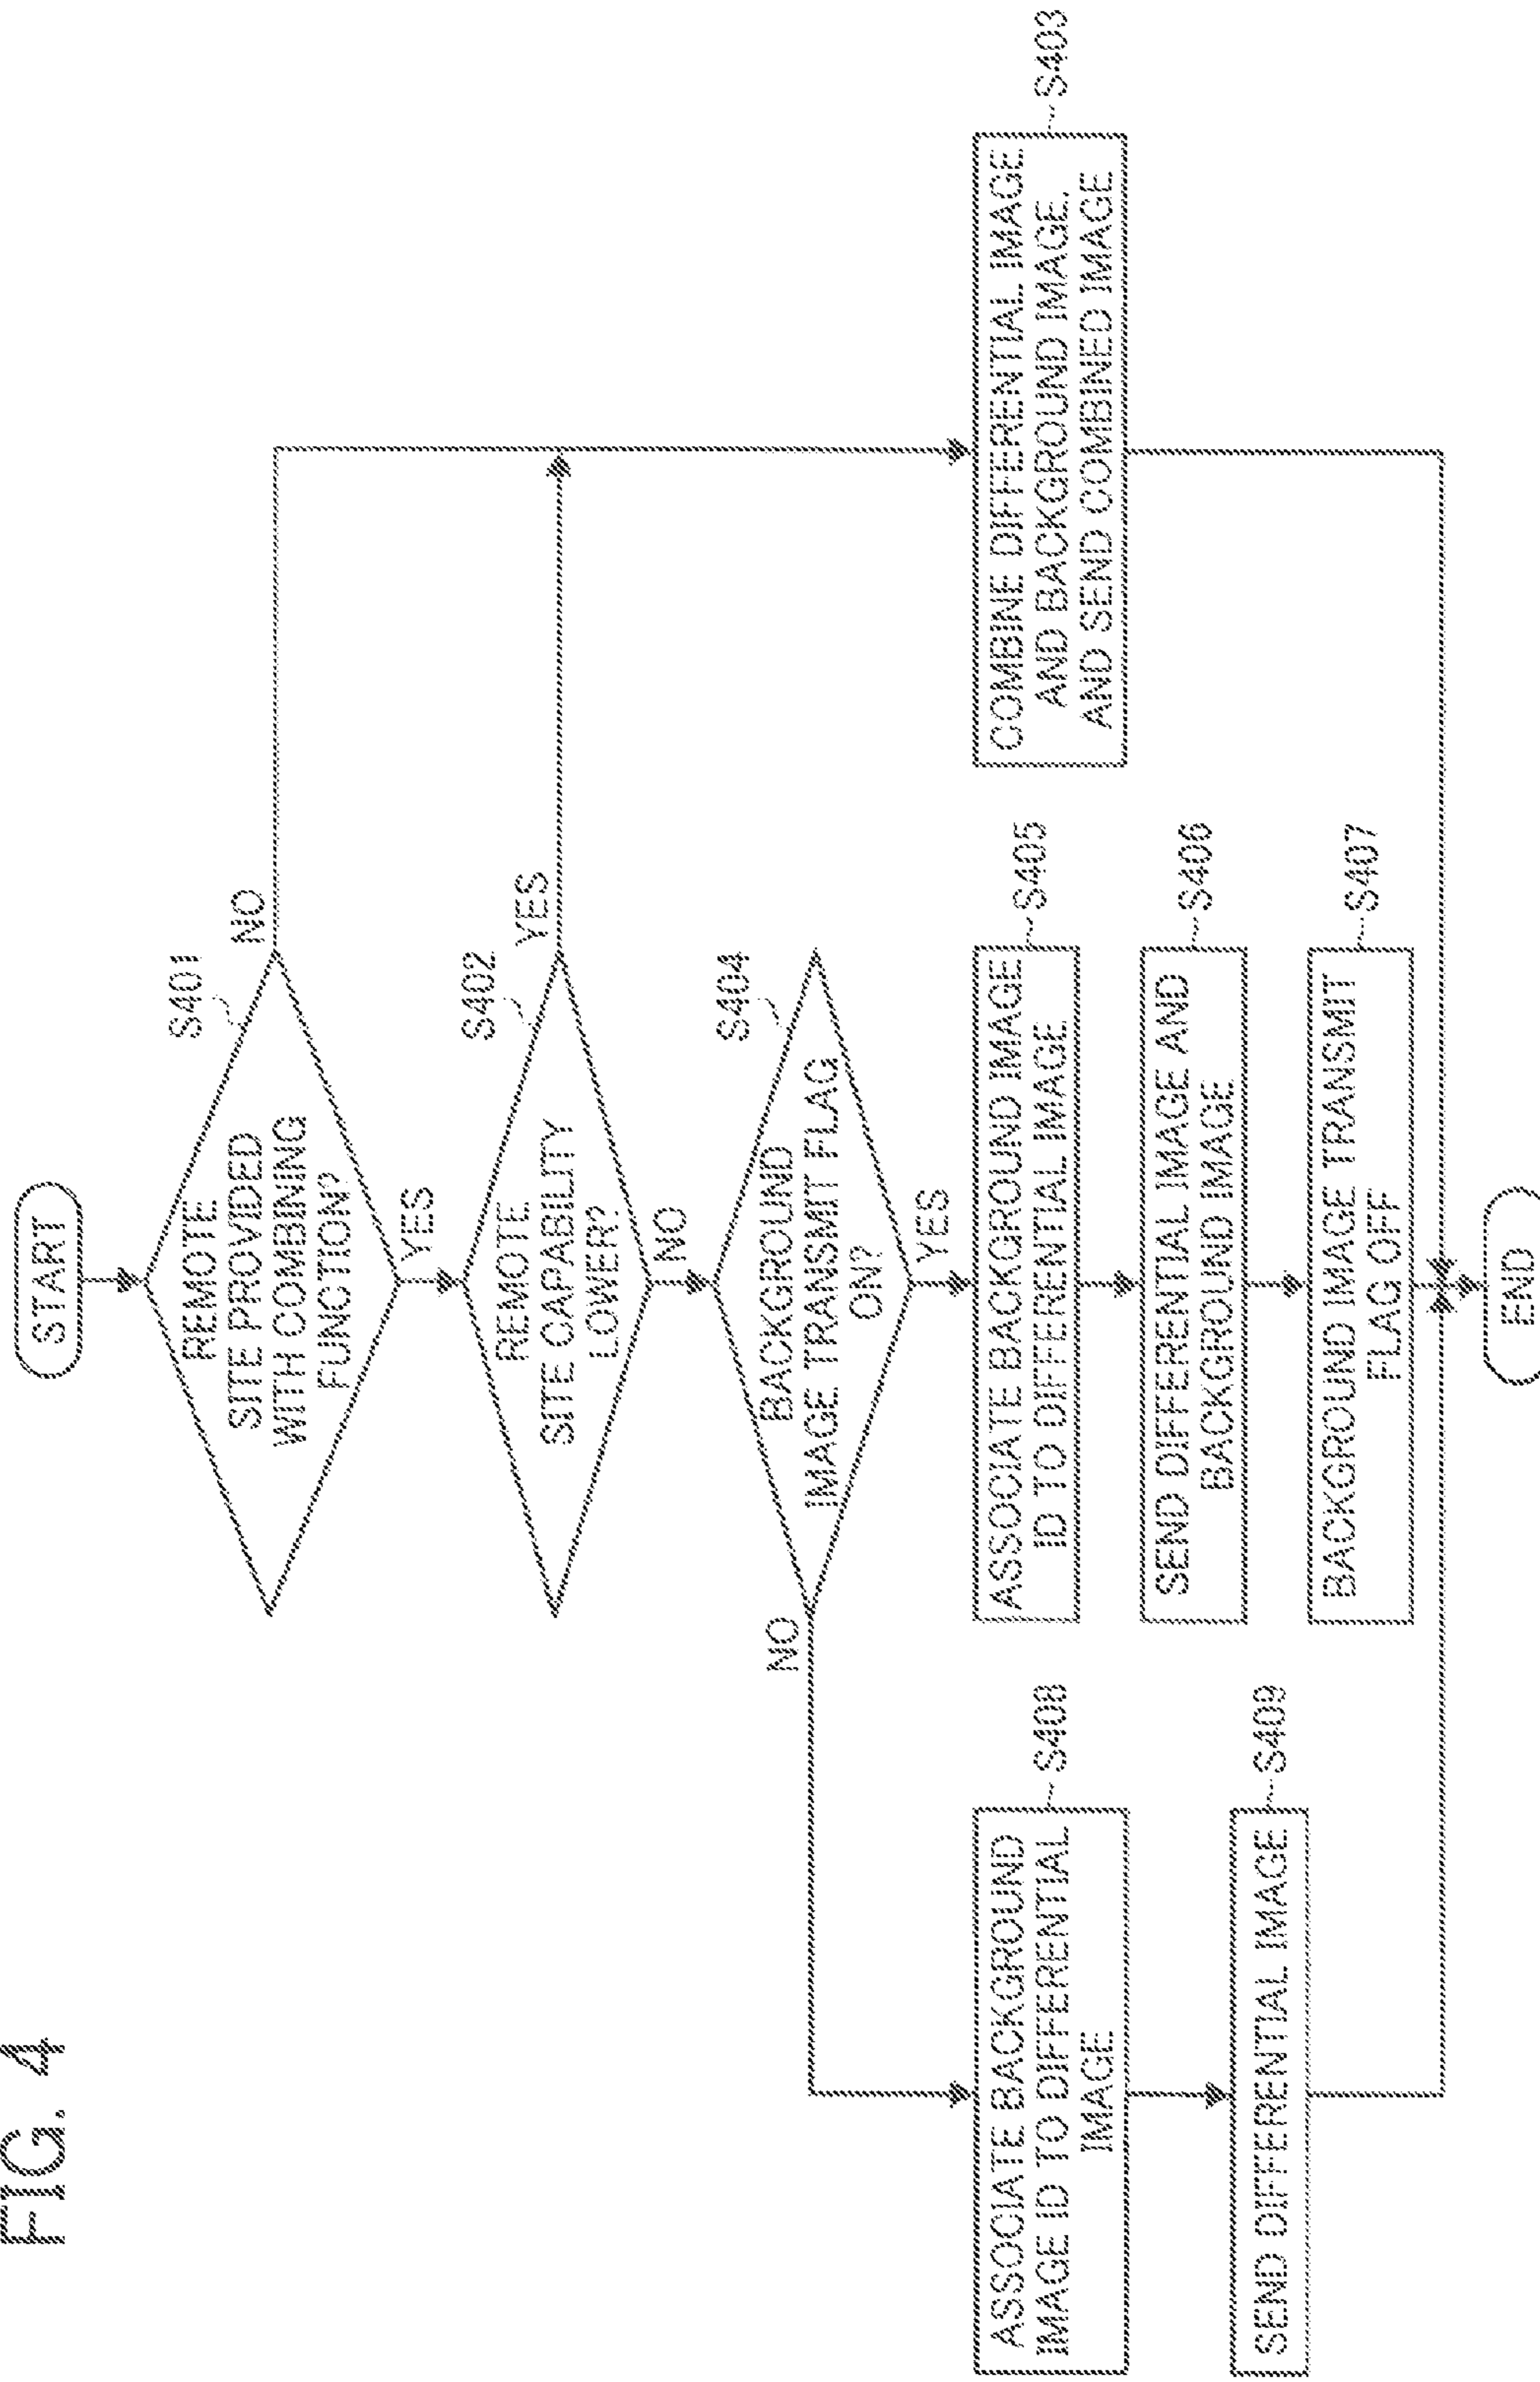 FIG. 4
START
S401
REMOTE
SITE PROVIDED
WITH COMBINING
FUNCTION?
NO
YES
S402
REMOTE
SITE CAPABILITY
LOWER?
YES
NO
S404
BACKGROUND
IMAGE TRANSMIT FLAG
ON?
NO
YES
S408
ASSOCIATE BACKGROUND
IMAGE ID TO DIFFERENTIAL
IMAGE
S409
SEND DIFFERENTIAL IMAGE
S405
ASSOCIATE BACKGROUND IMAGE
ID TO DIFFERENTIAL IMAGE
S406
SEND DIFFERENTIAL IMAGE AND
BACKGROUND IMAGE
S407
BACKGROUND IMAGE TRANSMIT
FLAG OFF
S403
COMBINE DIFFERENTIAL IMAGE
AND BACKGROUND IMAGE,
AND SEND COMBINED IMAGE
END